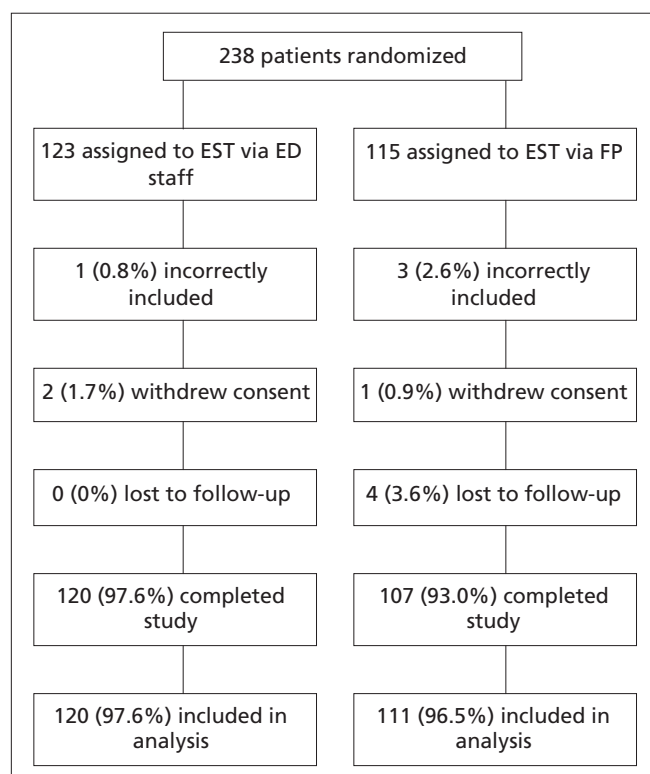 238 patients randomized
123 assigned to EST via ED
staff
115 assigned to EST via FP
1 (0.8%) incorrectly
included
3 (2.6%) incorrectly
included
2 (1.7%) withdrew consent
1 (0.9%) withdrew consent
0 (0%) lost to follow-up
4 (3.6%) lost to follow-up
120 (97.6%) completed
study
107 (93.0%) completed
study
120 (97.6%) included in
analysis
111 (96.5%) included in
analysis